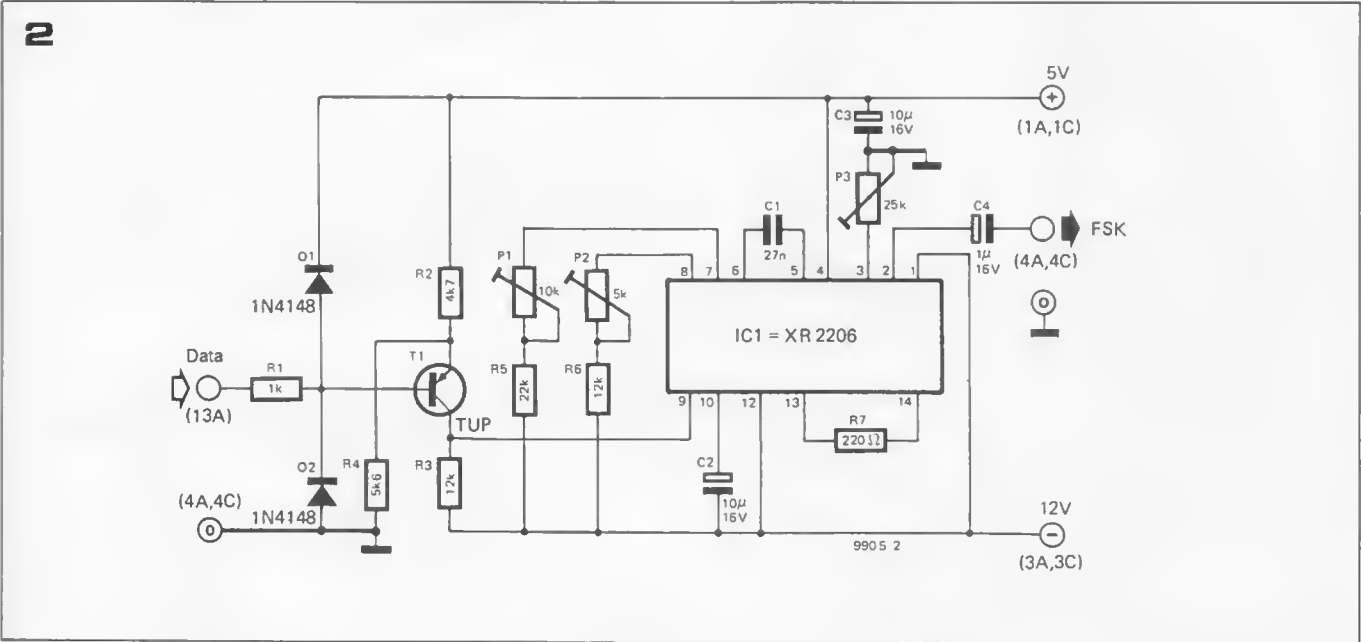 2
5V
+
(1A,1C)
C3
10µ
16V
P3
25k
C4
1µ
16V
FSK
(4A,4C)
0
C1
27n
P1
10k
P2
5k
8
7
6
5
4
3
2
1
IC1 = XR 2206
9
10
12
13
14
R7
220Ω
C2
10µ
16V
R5
22k
R6
12k
R2
4k7
T1
TUP
R3
12k
R4
5k6
D1
1N4148
Data
(13A)
R1
1k
D2
1N4148
(4A,4C)
0
12V
−
(3A,3C)
9905 2